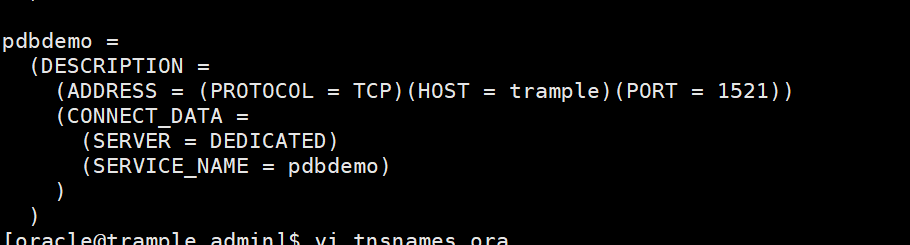 pdbdemo =
  (DESCRIPTION =
    (ADDRESS = (PROTOCOL = TCP)(HOST = trample)(PORT = 1521))
    (CONNECT_DATA =
      (SERVER = DEDICATED)
      (SERVICE_NAME = pdbdemo)
    )
  )
[oracle@trample admin]$ vi tnsnames.ora